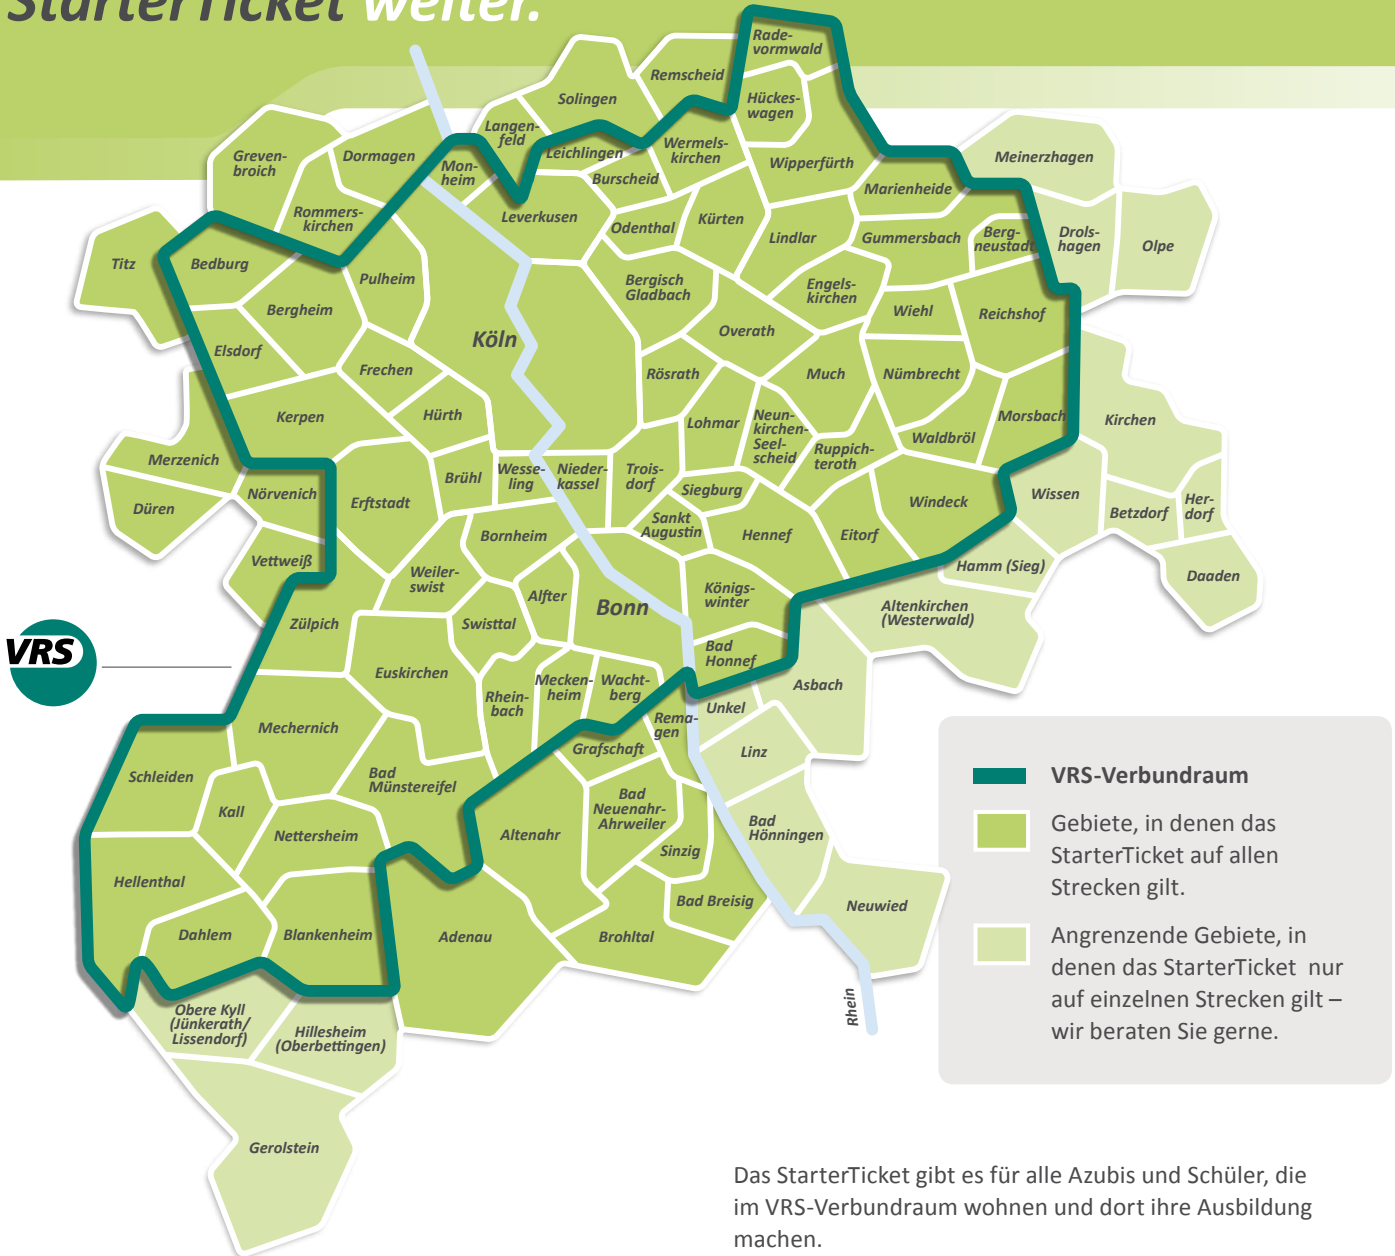 StarterTicket weiter.
Rade-
vormwald
Remscheid
Solingen
Hückes-
wagen
Langen-
feld
Leichlingen
Wermels-
kirchen
Wipperfürth
Meinerzhagen
Greven-
broich
Dormagen
Mon-
heim
Burscheid
Marienheide
Rommers-
kirchen
Leverkusen
Odenthal
Kürten
Lindlar
Gummersbach
Berg-
neustadt
Drols-
hagen
Olpe
Titz
Bedburg
Pulheim
Bergheim
Bergisch
Gladbach
Engels-
kirchen
Wiehl
Reichshof
Köln
Overath
Elsdorf
Frechen
Rösrath
Much
Nümbrecht
Kerpen
Hürth
Lohmar
Neun-
kirchen-
Seel-
scheid
Morsbach
Kirchen
Waldbröl
Ruppich-
teroth
Merzenich
Brühl
Wesse-
ling
Nieder-
kassel
Trois-
dorf
Siegburg
Windeck
Wissen
Düren
Nörvenich
Erftstadt
Betzdorf
Her-
dorf
Sankt
Augustin
Hennef
Eitorf
Bornheim
Vettweiß
Weiler-
swist
Hamm (Sieg)
Daaden
Alfter
Bonn
Königs-
winter
Altenkirchen
(Westerwald)
Zülpich
Swisttal
VRS
Bad
Honnef
Euskirchen
Rhein-
bach
Mecken-
heim
Wacht-
berg
Asbach
Unkel
Rema-
gen
Mechernich
Grafschaft
Linz
Schleiden
Bad
Münstereifel
Kall
Bad
Neuenahr-
Ahrweiler
Bad
Hönningen
Nettersheim
Altenahr
Sinzig
Hellenthal
Bad Breisig
Neuwied
Dahlem
Blankenheim
Adenau
Brohltal
Rhein
Obere Kyll
(Jünkerath/
Lissendorf)
Hillesheim
(Oberbettingen)
Gerolstein
VRS-Verbundraum
Gebiete, in denen das
StarterTicket auf allen
Strecken gilt.
Angrenzende Gebiete, in
denen das StarterTicket nur
auf einzelnen Strecken gilt –
wir beraten Sie gerne.
Das StarterTicket gibt es für alle Azubis und Schüler, die
im VRS-Verbundraum wohnen und dort ihre Ausbildung
machen.